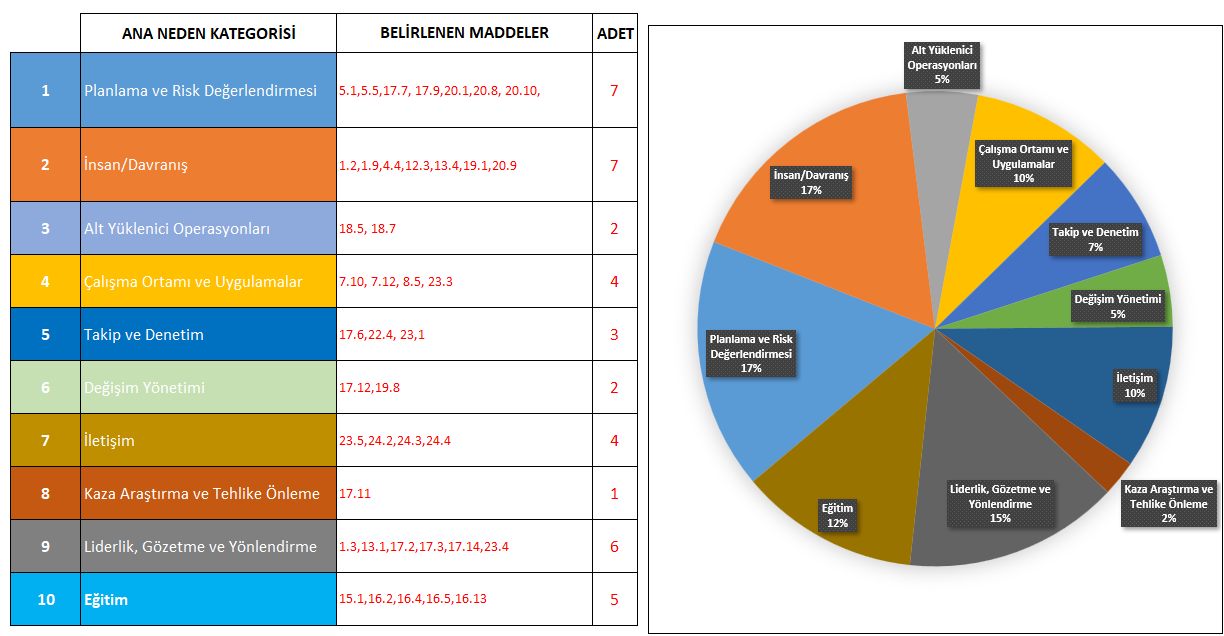 ANA NEDEN KATEGORİSİ BELİRLENEN MADDELER ADET
1 Planlama ve Risk Değerlendirmesi 5.1,5.5,17.7, 17.9,20.1,20.8, 20.10, 7
2 İnsan/Davranış 1.2,1.9,4.4,12.3,13.4,19.1,20.9 7
3 Alt Yüklenici Operasyonları 18.5, 18.7 2
4 Çalışma Ortamı ve Uygulamalar 7.10, 7.12, 8.5, 23.3 4
5 Takip ve Denetim 17.6,22.4, 23,1 3
6 Değişim Yönetimi 17.12,19.8 2
7 İletişim 23.5,24.2,24.3,24.4 4
8 Kaza Araştırma ve Tehlike Önleme 17.11 1
9 Liderlik, Gözetme ve Yönlendirme 1.3,13.1,17.2,17.3,17.14,23.4 6
10 Eğitim 15.1,16.2,16.4,16.5,16.13 5
Alt Yüklenici
Operasyonları
5%
Çalışma Ortamı ve
Uygulamalar
10%
İnsan/Davranış
17%
Takip ve Denetim
7%
Değişim Yönetimi
5%
Planlama ve Risk
Değerlendirmesi
17%
İletişim
10%
Kaza Araştırma ve
Tehlike Önleme
2%
Liderlik, Gözetme ve
Yönlendirme
15%
Eğitim
12%